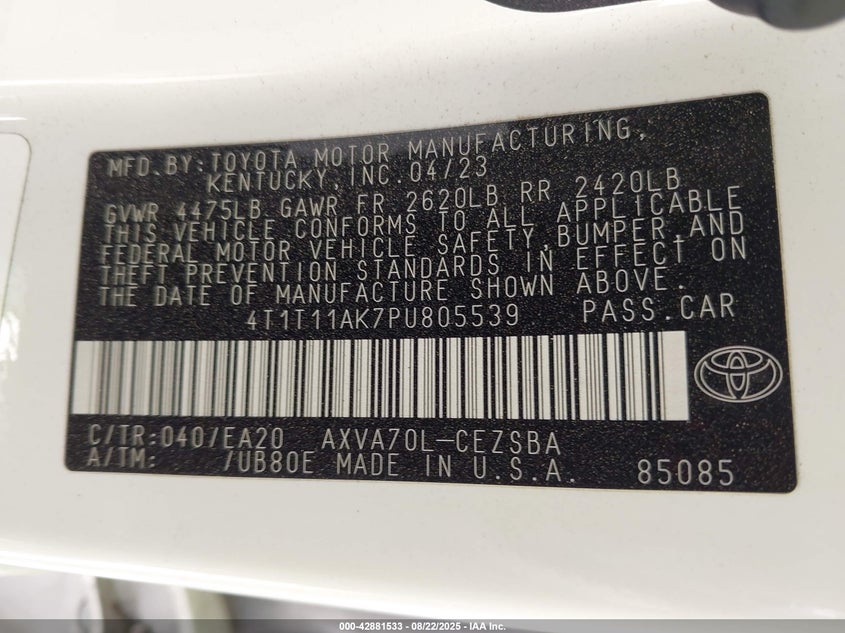 MFD.BY:TOYOTA MOTOR MANUFACTURING,
KENTUCKY,INC.04/23
GVWR 4475LB GAWR FR 2620LB RR 2420LB
THIS VEHICLE CONFORMS TO ALL APPLICABLE
FEDERAL MOTOR VEHICLE SAFETY,BUMPER,AND
THEFT PREVENTION STANDARDS IN EFFECT ON
THE DATE OF MANUFACTURE SHOWN ABOVE.
4T1T11AK7PU805539 PASS.CAR
C/TR:040/EA20 AXVA70L-CEZSBA
A/TM: /UB80E MADE IN U.S.A. 85085
000-42881533 - 08/22/2025 - IAA Inc.